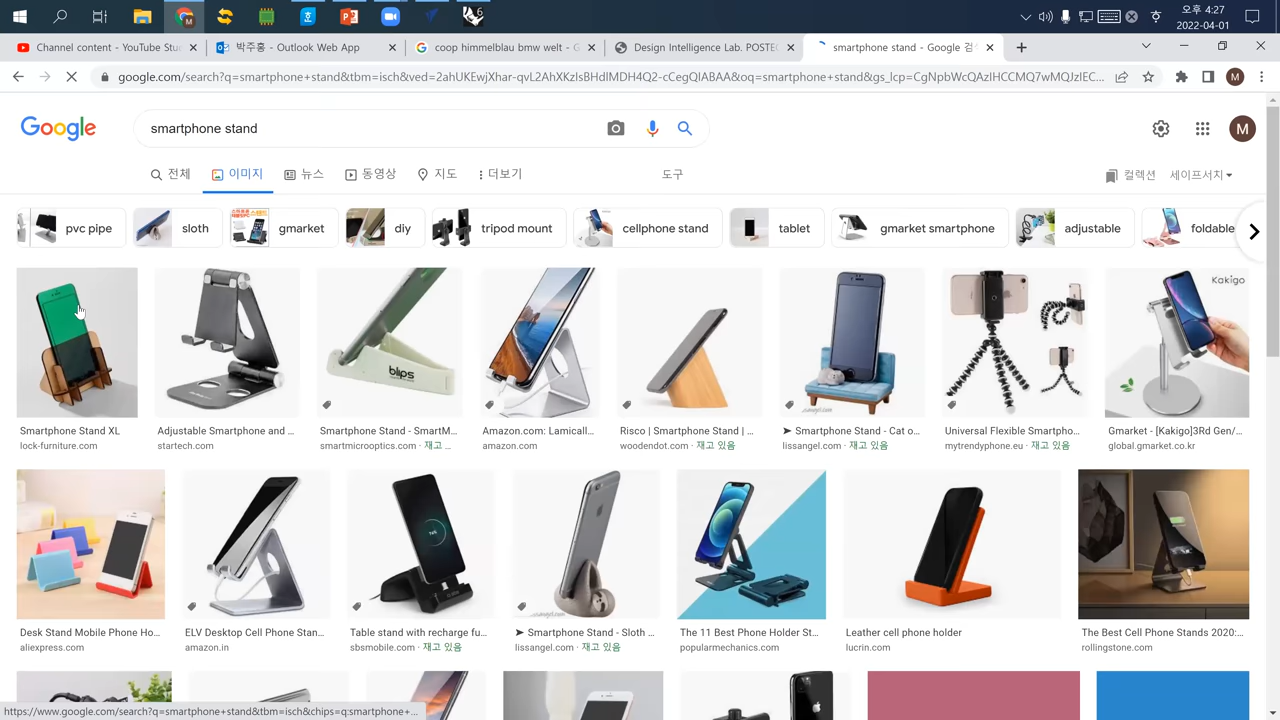 6
오후 4:27
2022-04-01
Channel content - YouTube Stu
박주홍 - Outlook Web App
coop himmelblau bmw welt - G
Design Intelligence Lab. POSTEC
smartphone stand - Google 검색
google.com/search?q=smartphone+stand&tbm=isch&ved=2ahUKEwjXhar-qvL2AhXKzIsBHdlMDH4Q2-cCegQIABAA&oq=smartphone+stand&gs_lcp=CgNpbWcQAzIHCCMQ7wMQJzIEC...
M
Google
smartphone stand
M
전체
이미지
뉴스
동영상
지도
더보기
도구
컬렉션
세이프서치
pvc pipe
sloth
gmarket
diy
tripod mount
cellphone stand
tablet
gmarket smartphone
adjustable
foldable
blips
lissangel.com
Kakigo
Smartphone Stand XL
lock-furniture.com
Adjustable Smartphone and ...
startech.com
Smartphone Stand - SmartM...
smartmicrooptics.com · 재고 ...
Amazon.com: Lamicall...
amazon.com
Risco | Smartphone Stand | ...
woodendot.com · 재고 있음
➤ Smartphone Stand - Cat o...
lissangel.com · 재고 있음
Universal Flexible Smartpho...
mytrendyphone.eu · 재고 있음
Gmarket - [Kakigo]3Rd Gen/...
global.gmarket.co.kr
lissangel.com
Desk Stand Mobile Phone Ho...
aliexpress.com
ELV Desktop Cell Phone Stan...
amazon.in
Table stand with recharge fu...
sbsmobile.com · 재고 있음
➤ Smartphone Stand - Sloth ...
lissangel.com · 재고 있음
The 11 Best Phone Holder St...
popularmechanics.com
Leather cell phone holder
lucrin.com
The Best Cell Phone Stands 2020:...
rollingstone.com
https://www.google.com/search?q=smartphone+stand&tbm=isch&chips=q:smartphone+...